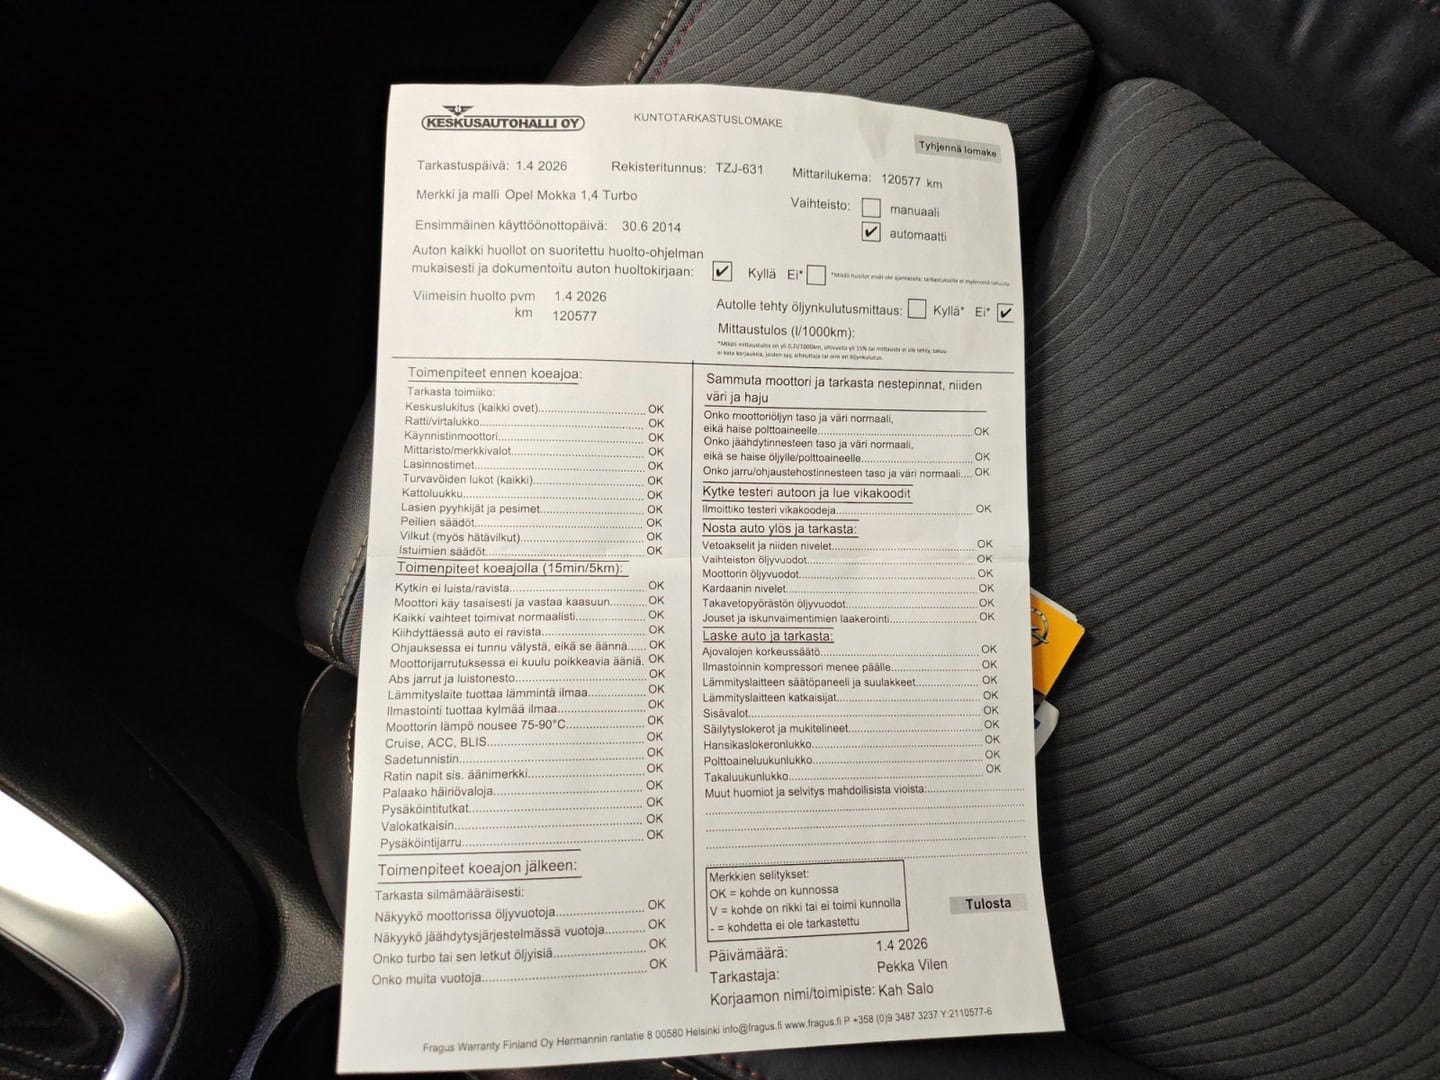 KESKUSAUTOHALLI OY
KUNTOTARKASTUSLOMAKE
Tyhjennä lomake
Tarkastuspäivä: 1.4 2026
Rekisteritunnus: TZJ-631
Mittarilukema: 120577 km
Merkki ja malli Opel Mokka 1,4 Turbo
Vaihteisto: manuaali
✔ automaatti
Ensimmäinen käyttöönottopäivä: 30.6 2014
Auton kaikki huollot on suoritettu huolto-ohjelman
mukaisesti ja dokumentoitu auton huoltokirjaan: ✔ Kyllä Ei*
*Mikäli huollot eivät ole ajantasalla, tarkastukselle ei myönnetä takuuta.
Viimeisin huolto pvm 1.4 2026
km 120577
Autolle tehty öljynkulutusmittaus: Kyllä* Ei* ✔
Mittaustulos (l/1000km):
Toimenpiteet ennen koeajoa:
Tarkasta toimiiko:
Keskuslukitus (kaikki ovet)........ OK
Ratti/virtalukko........ OK
Käynnistinmoottori........ OK
Mittaristo/merkkivalot........ OK
Lasinnostimet........ OK
Turvavöiden lukot (kaikki)........ OK
Kattoluukku........ OK
Lasien pyyhkijät ja pesimet........ OK
Peilien säädöt........ OK
Vilkut (myös hätävilkut)........ OK
Istuimien säädöt........ OK
Toimenpiteet koeajolla (15min/5km):
Kytkin ei luista/ravista........ OK
Moottori käy tasaisesti ja vastaa kaasuun........ OK
Kaikki vaihteet toimivat normaalisti........ OK
Kiihdyttäessä auto ei ravista........ OK
Ohjauksessa ei tunnu välystä, eikä se äännä...... OK
Moottorijarrutuksessa ei kuulu poikkeavia ääniä. OK
Abs jarrut ja luistonesto........ OK
Lämmityslaite tuottaa lämmintä ilmaa........ OK
Ilmastointi tuottaa kylmää ilmaa........ OK
Moottorin lämpö nousee 75-90°C........ OK
Cruise, ACC, BLIS........ OK
Sadetunnistin........ OK
Ratin napit sis. äänimerkki........ OK
Palaako häiriövaloja........ OK
Pysäköintitutkat........ OK
Valokatkaisin........ OK
Pysäköintijarru........ OK
Toimenpiteet koeajon jälkeen:
Tarkasta silmämääräisesti:
Näkyykö moottorissa öljyvuotoja........ OK
Näkyykö jäähdytysjärjestelmässä vuotoja........ OK
Onko turbo tai sen letkut öljyisiä........ OK
Onko muita vuotoja........ OK
Sammuta moottori ja tarkasta nestepinnat, niiden
väri ja haju
Onko moottoriöljyn taso ja väri normaali,
eikä haise polttoaineelle........ OK
Onko jäähdytinnesteen taso ja väri normaali,
eikä se haise öljylle/polttoaineelle........ OK
Onko jarru/ohjaustehostinnesteen taso ja väri normaali.... OK
Kytke testeri autoon ja lue vikakoodit
Ilmoittiko testeri vikakoodeja........ OK
Nosta auto ylös ja tarkasta:
Vetoakselit ja niiden nivelet........ OK
Vaihteiston öljyvuodot........ OK
Moottorin öljyvuodot........ OK
Kardaanin nivelet........ OK
Takavetopyörästön öljyvuodot........ OK
Jouset ja iskunvaimentimien laakerointi........ OK
Laske auto ja tarkasta:
Ajovalojen korkeussäätö........ OK
Ilmastoinnin kompressori menee päälle........ OK
Lämmityslaitteen säätöpaneeli ja suulakkeet........ OK
Lämmityslaitteen katkaisijat........ OK
Sisävalot........ OK
Säilytyslokerot ja mukitelineet........ OK
Hansikaslokeronlukko........ OK
Polttoaineluukunlukko........ OK
Takaluukunlukko........ OK
Muut huomiot ja selvitys mahdollisista vioista:........
Merkkien selitykset:
OK = kohde on kunnossa
V = kohde on rikki tai ei toimi kunnolla
- = kohdetta ei ole tarkastettu
Tulosta
Päivämäärä: 1.4 2026
Tarkastaja: Pekka Vilen
Korjaamon nimi/toimipiste: Kah Salo
Fragus Warranty Finland Oy Hermannin rantatie 8 00580 Helsinki info@fragus.fi www.fragus.fi P +358 (0)9 3487 3237 Y:2110577-6